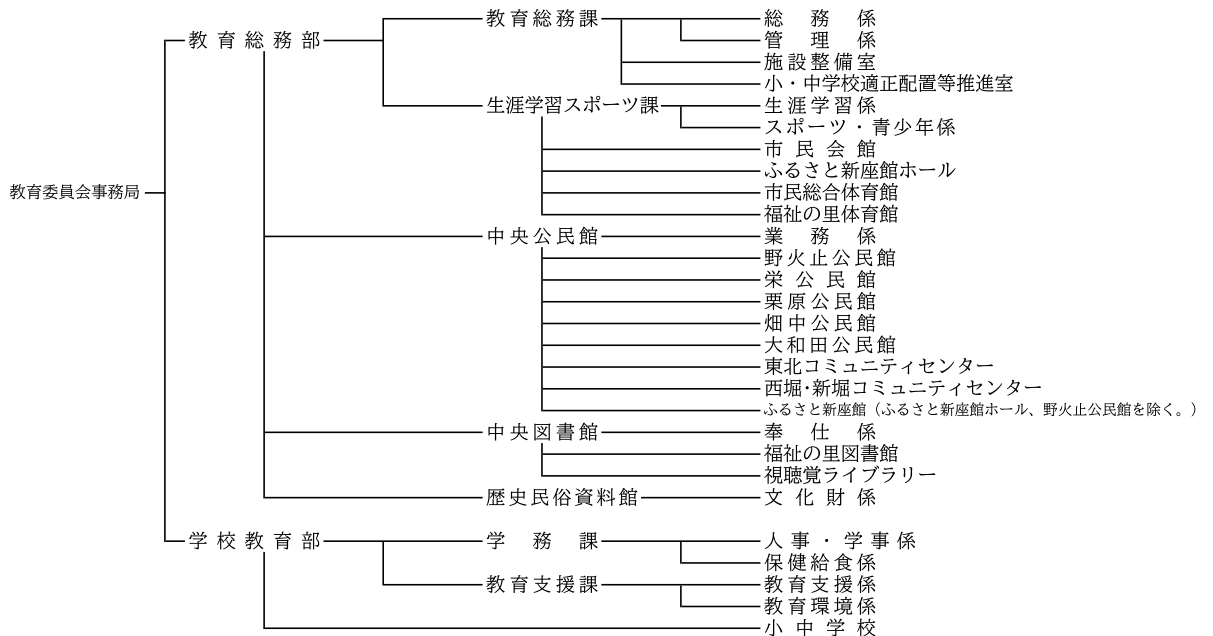 教育委員会事務局
教育総務部
教育総務課
総務係
管理係
施設整備室
小・中学校適正配置等推進室
生涯学習スポーツ課
生涯学習係
スポーツ・青少年係
市民会館
ふるさと新座館ホール
市民総合体育館
福祉の里体育館
中央公民館
業務係
野火止公民館
栄公民館
栗原公民館
畑中公民館
大和田公民館
東北コミュニティセンター
西堀・新堀コミュニティセンター
ふるさと新座館（ふるさと新座館ホール、野火止公民館を除く。）
中央図書館
奉仕係
福祉の里図書館
視聴覚ライブラリー
歴史民俗資料館
文化財係
学校教育部
学務課
人事・学事係
保健給食係
教育支援課
教育支援係
教育環境係
小中学校